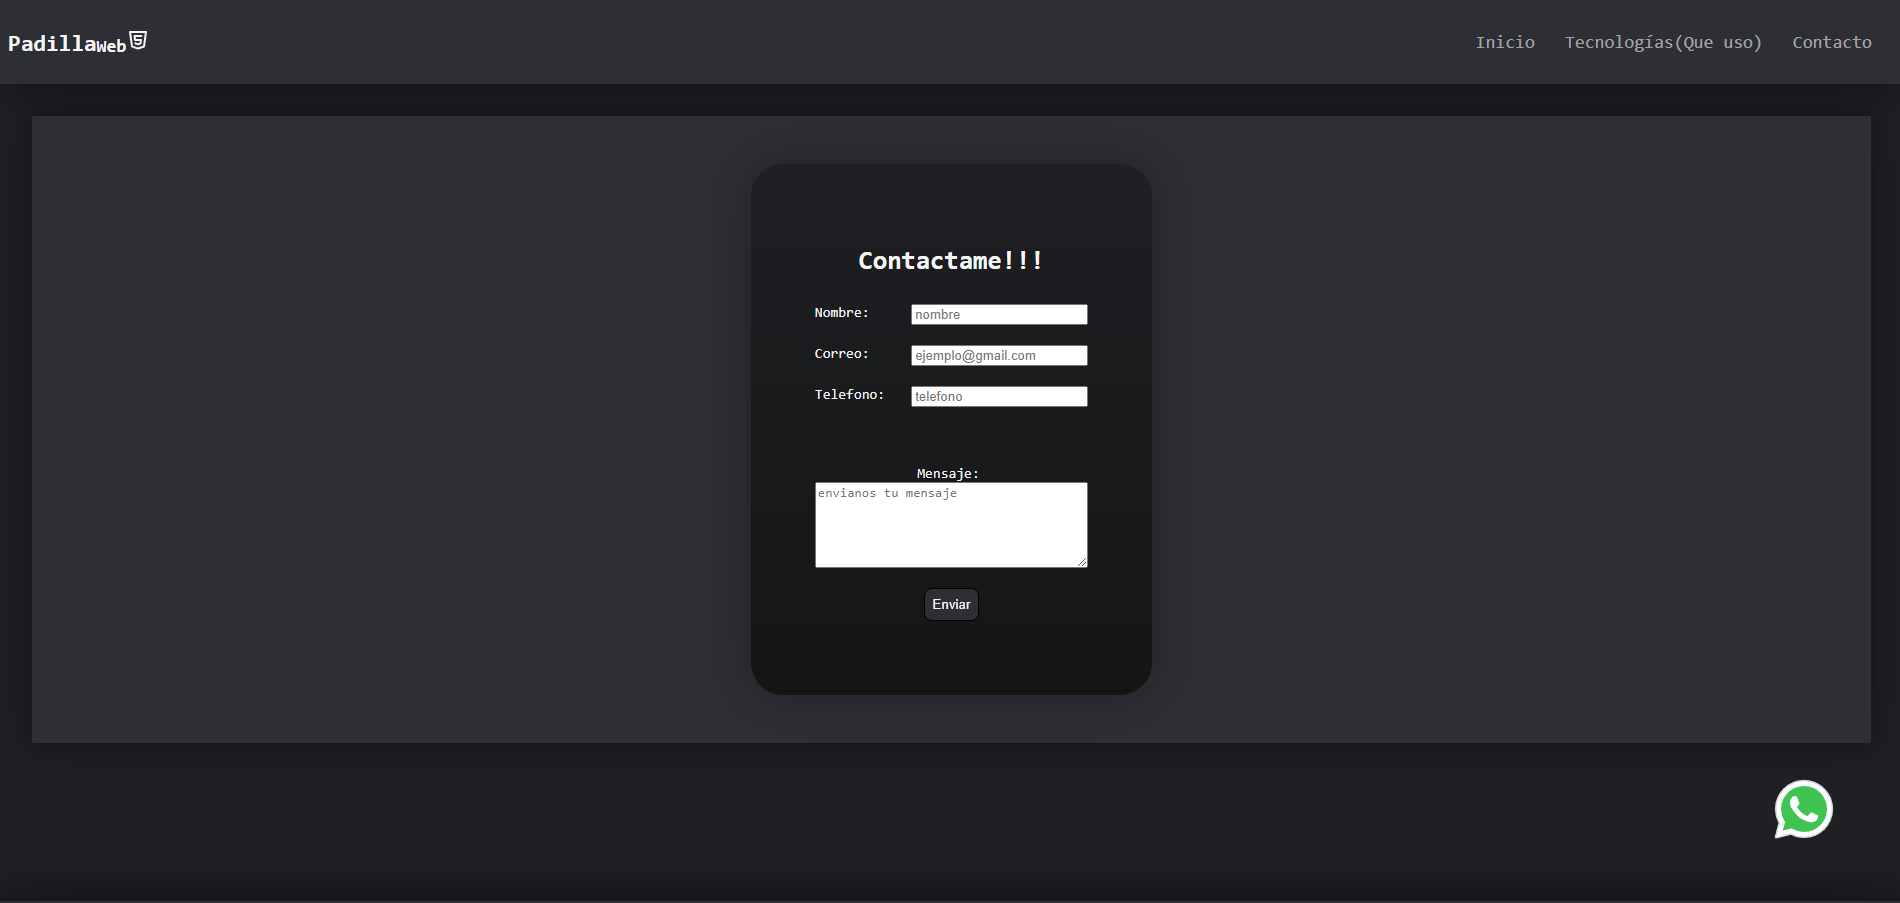 PadillaWeb
Inicio Tecnologías(Que uso) Contacto
Contactame!!!
Nombre: nombre
Correo: ejemplo@gmail.com
Telefono: telefono
Mensaje:
envianos tu mensaje
Enviar